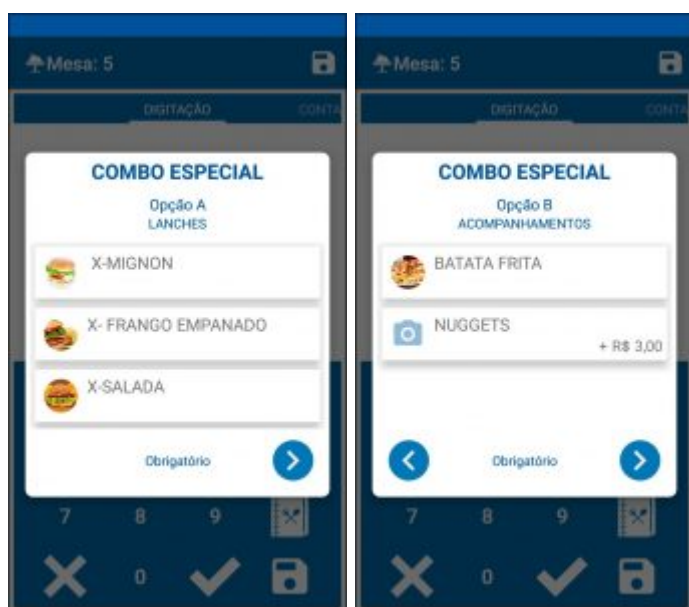 Mesa: 5
DIGITAÇÃO CONTA
COMBO ESPECIAL
Opção A
LANCHES
X-MIGNON
X- FRANGO EMPANADO
X-SALADA
Obrigatório
7 8 9
0
Mesa: 5
DIGITAÇÃO CONTA
COMBO ESPECIAL
Opção B
ACOMPANHAMENTOS
BATATA FRITA
NUGGETS
+ R$ 3,00
Obrigatório
7 8 9
0